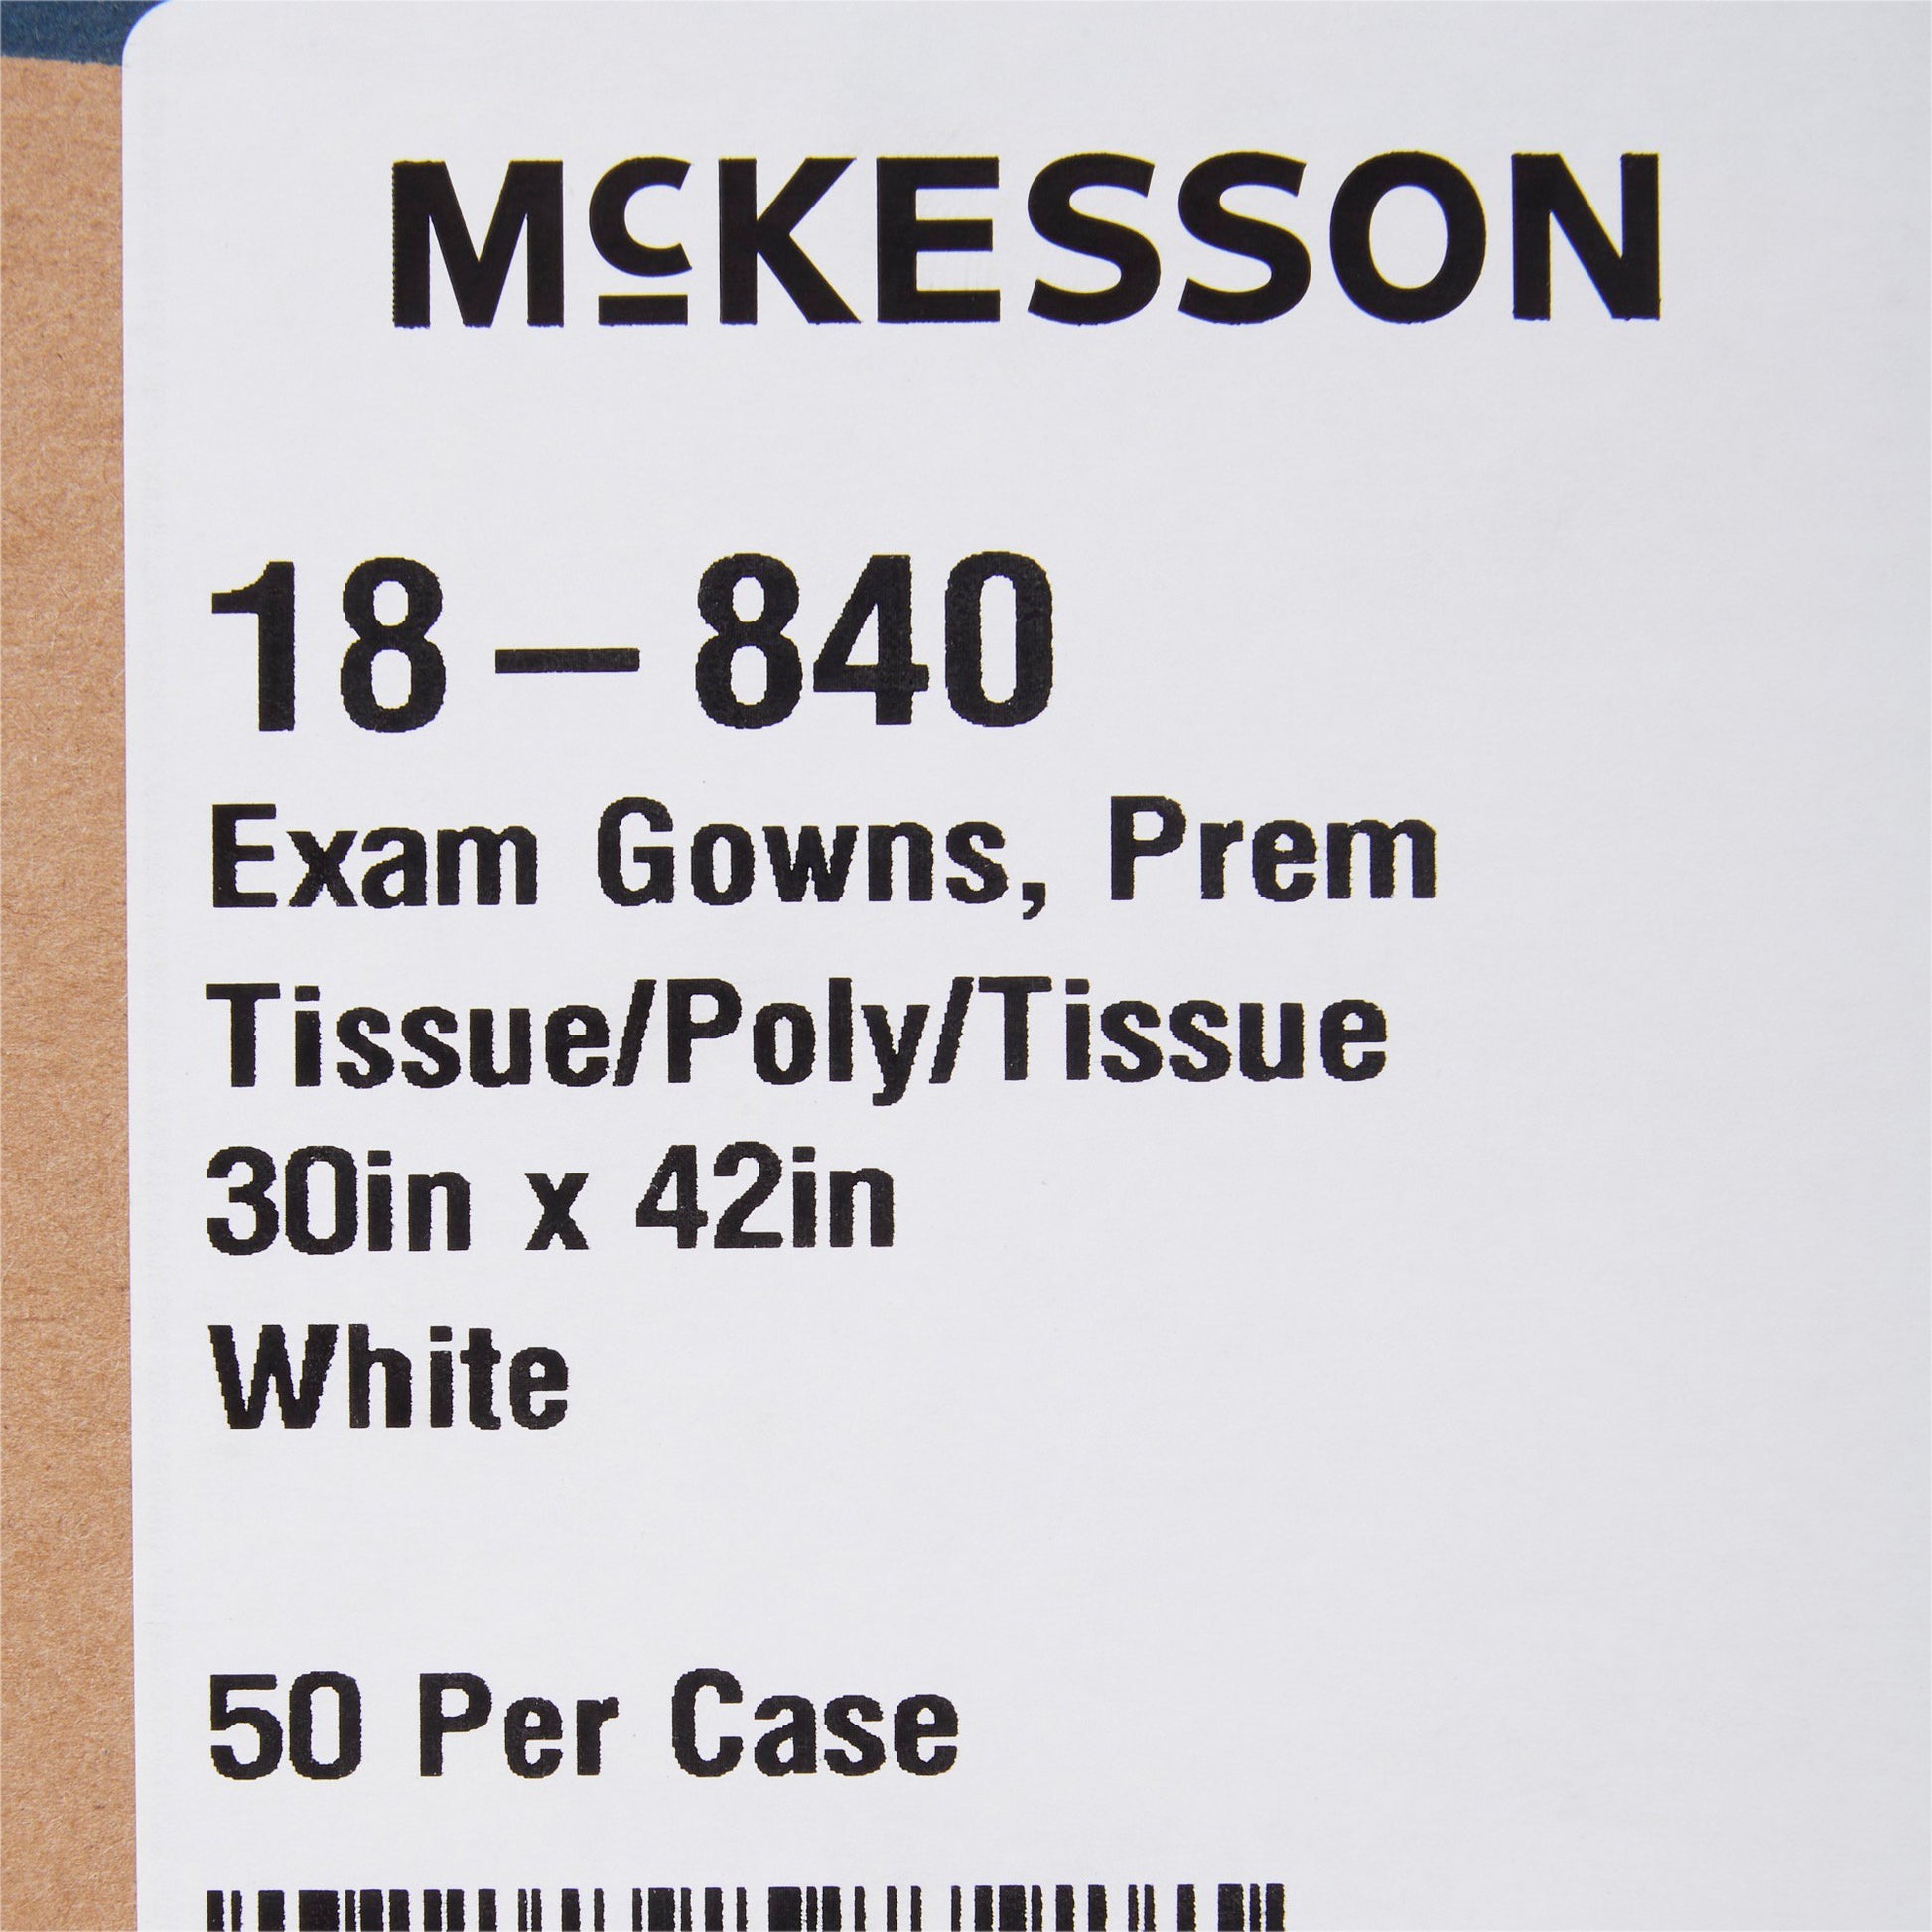 McKESSON
18-840
Exam Gowns, Prem
Tissue/Poly/Tissue
30in x 42in
White
50 Per Case